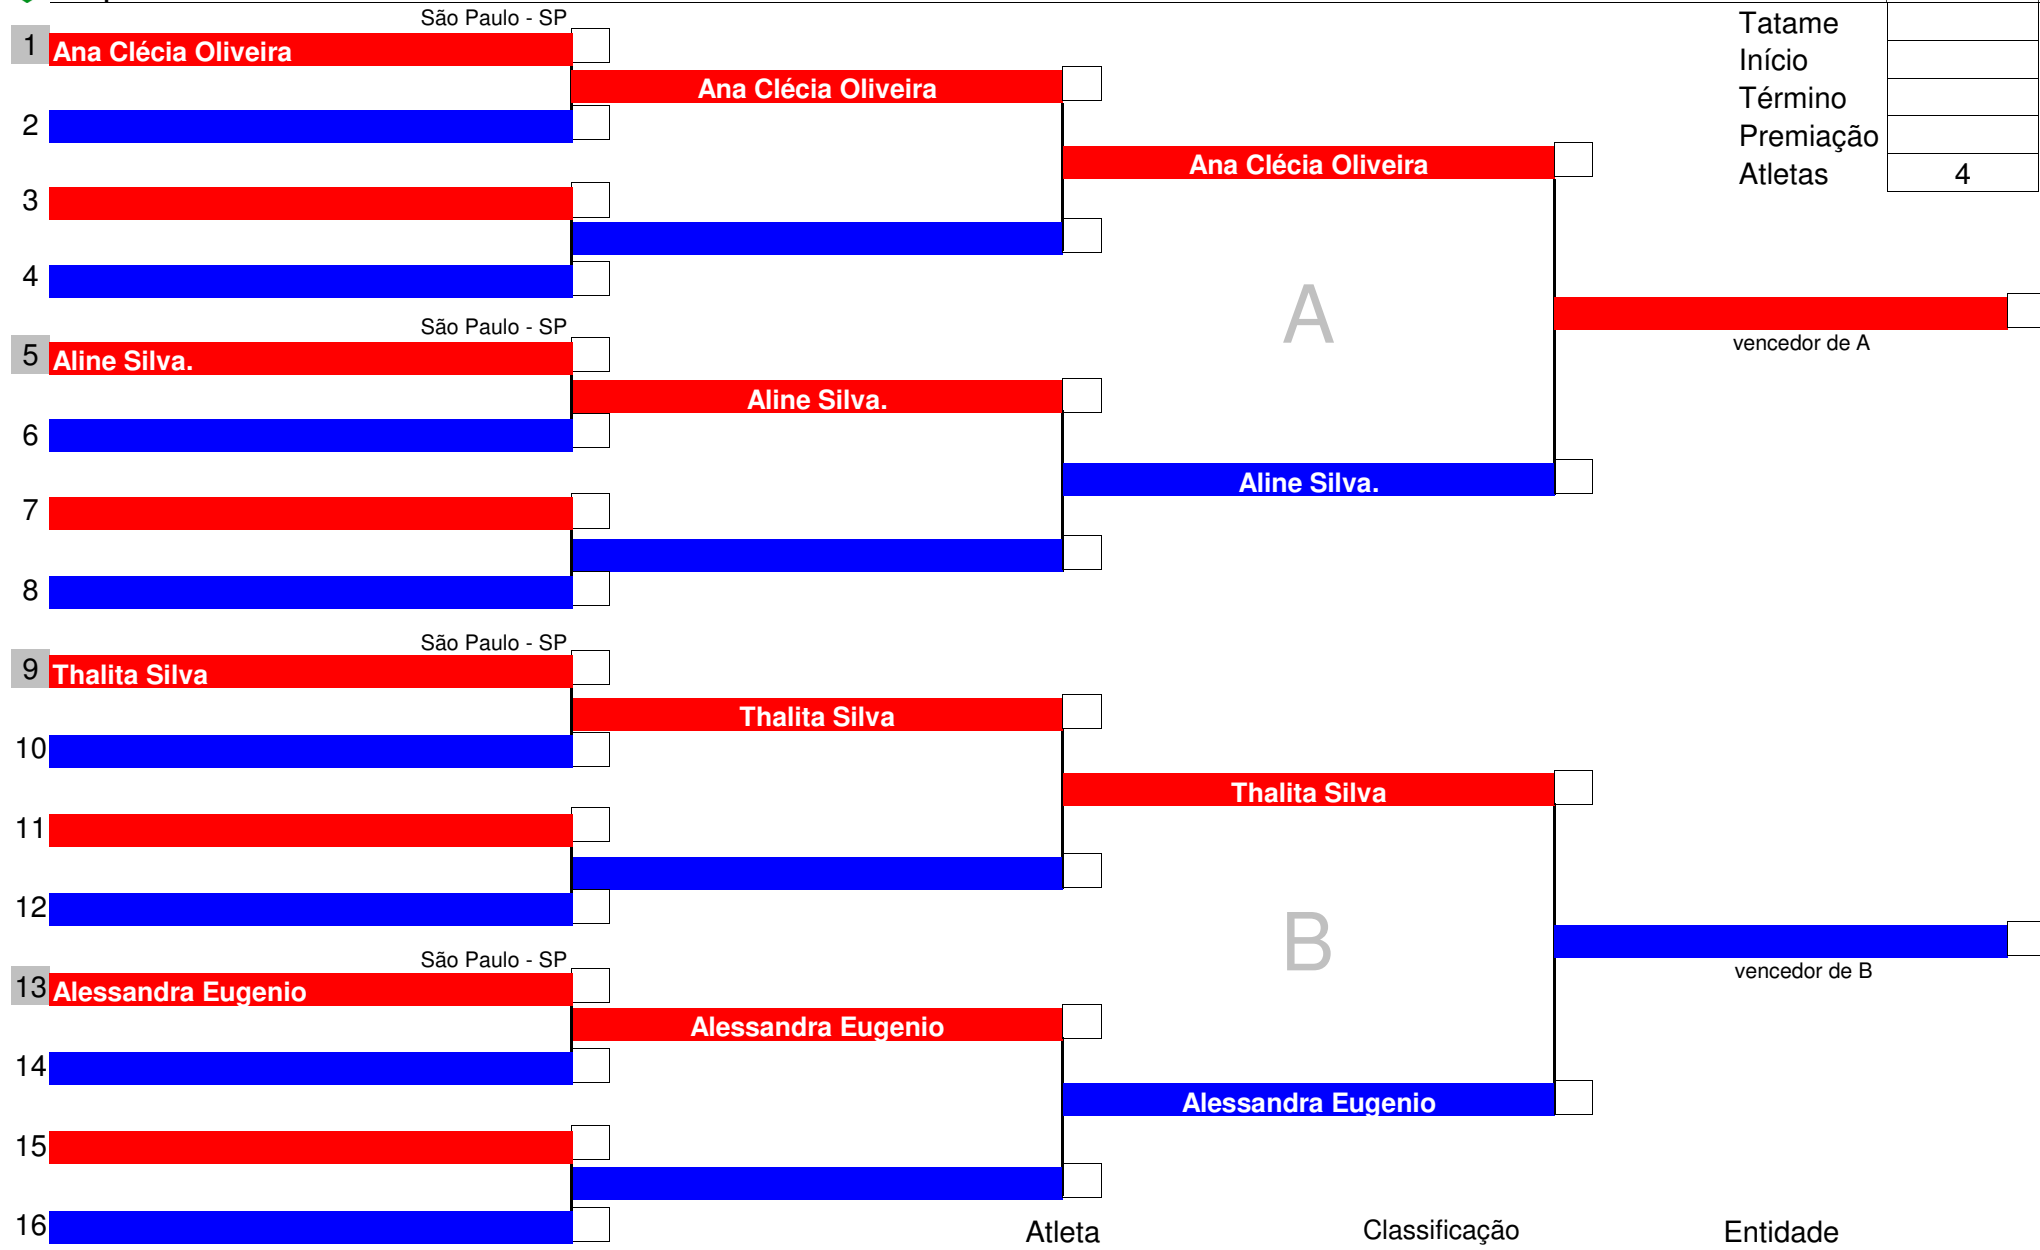 São Paulo - SP
Tatame
1 Ana Clécia Oliveira
Início
Ana Clécia Oliveira
Término
2
Premiação
Ana Clécia Oliveira
Atletas 4
3
4
A
São Paulo - SP
vencedor de A
5 Aline Silva.
Aline Silva.
6
Aline Silva.
7
8
São Paulo - SP
9 Thalita Silva
Thalita Silva
10
Thalita Silva
11
12
B
São Paulo - SP
vencedor de B
13 Alessandra Eugenio
Alessandra Eugenio
14
Alessandra Eugenio
15
16
Atleta Classificação Entidade